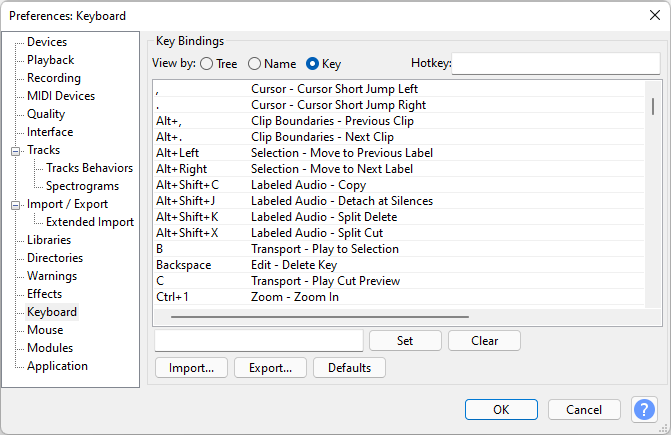 Preferences: Keyboard
Devices
Playback
Recording
MIDI Devices
Quality
Interface
Tracks
Tracks Behaviors
Spectrograms
Import / Export
Extended Import
Libraries
Directories
Warnings
Effects
Keyboard
Mouse
Modules
Application
Key Bindings
View by: Tree Name Key Hotkey:
, Cursor - Cursor Short Jump Left
. Cursor - Cursor Short Jump Right
Alt+, Clip Boundaries - Previous Clip
Alt+. Clip Boundaries - Next Clip
Alt+Left Selection - Move to Previous Label
Alt+Right Selection - Move to Next Label
Alt+Shift+C Labeled Audio - Copy
Alt+Shift+J Labeled Audio - Detach at Silences
Alt+Shift+K Labeled Audio - Split Delete
Alt+Shift+X Labeled Audio - Split Cut
B Transport - Play to Selection
Backspace Edit - Delete Key
C Transport - Play Cut Preview
Ctrl+1 Zoom - Zoom In
Set Clear
Import... Export... Defaults
OK Cancel ?